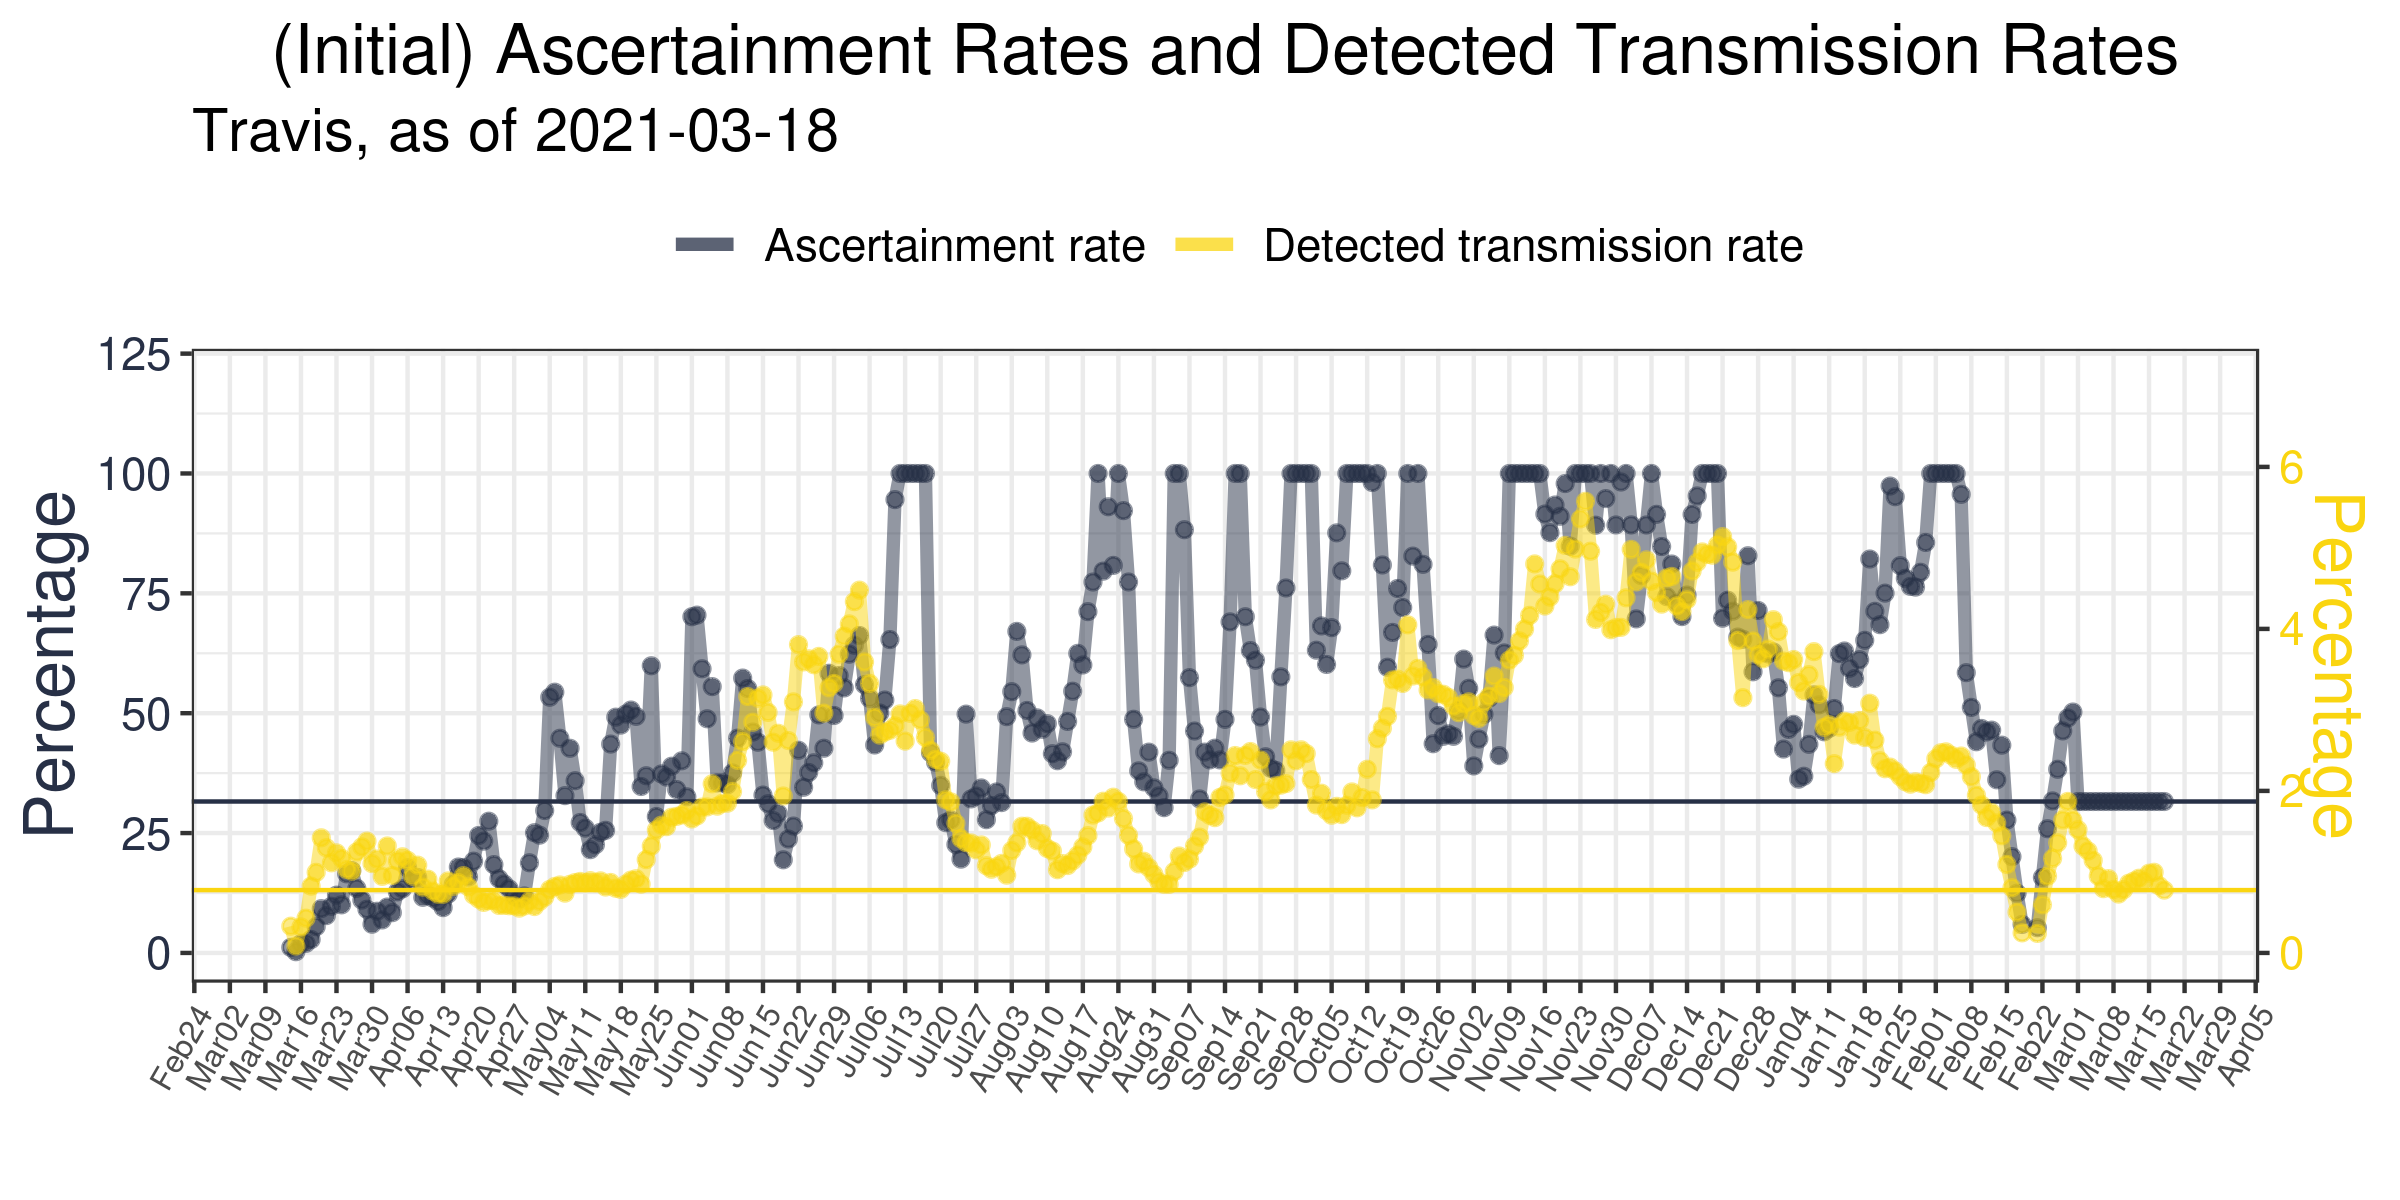 (Initial) Ascertainment Rates and Detected Transmission Rates
Travis, as of 2021-03-18
Ascertainment rate
Detected transmission rate
Percentage
125
100
75
50
25
0
6
4
2
0
Percentage
Feb24
Mar02
Mar09
Mar16
Mar23
Mar30
Apr06
Apr13
Apr20
Apr27
May04
May11
May18
May25
Jun01
Jun08
Jun15
Jun22
Jun29
Jul06
Jul13
Jul20
Jul27
Aug03
Aug10
Aug17
Aug24
Aug31
Sep07
Sep14
Sep21
Sep28
Oct05
Oct12
Oct19
Oct26
Nov02
Nov09
Nov16
Nov23
Nov30
Dec07
Dec14
Dec21
Dec28
Jan04
Jan11
Jan18
Jan25
Feb01
Feb08
Feb15
Feb22
Mar01
Mar08
Mar15
Mar22
Mar29
Apr05